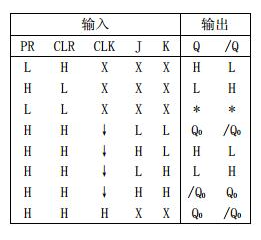 输入 输出
PR CLR CLK J K Q /Q
L H X X X H L
H L X X X L H
L L X X X * *
H H ↓ L L Q₀ /Q₀
H H ↓ H L H L
H H ↓ L H L H
H H ↓ H H /Q₀ Q₀
H H H X X Q₀ /Q₀